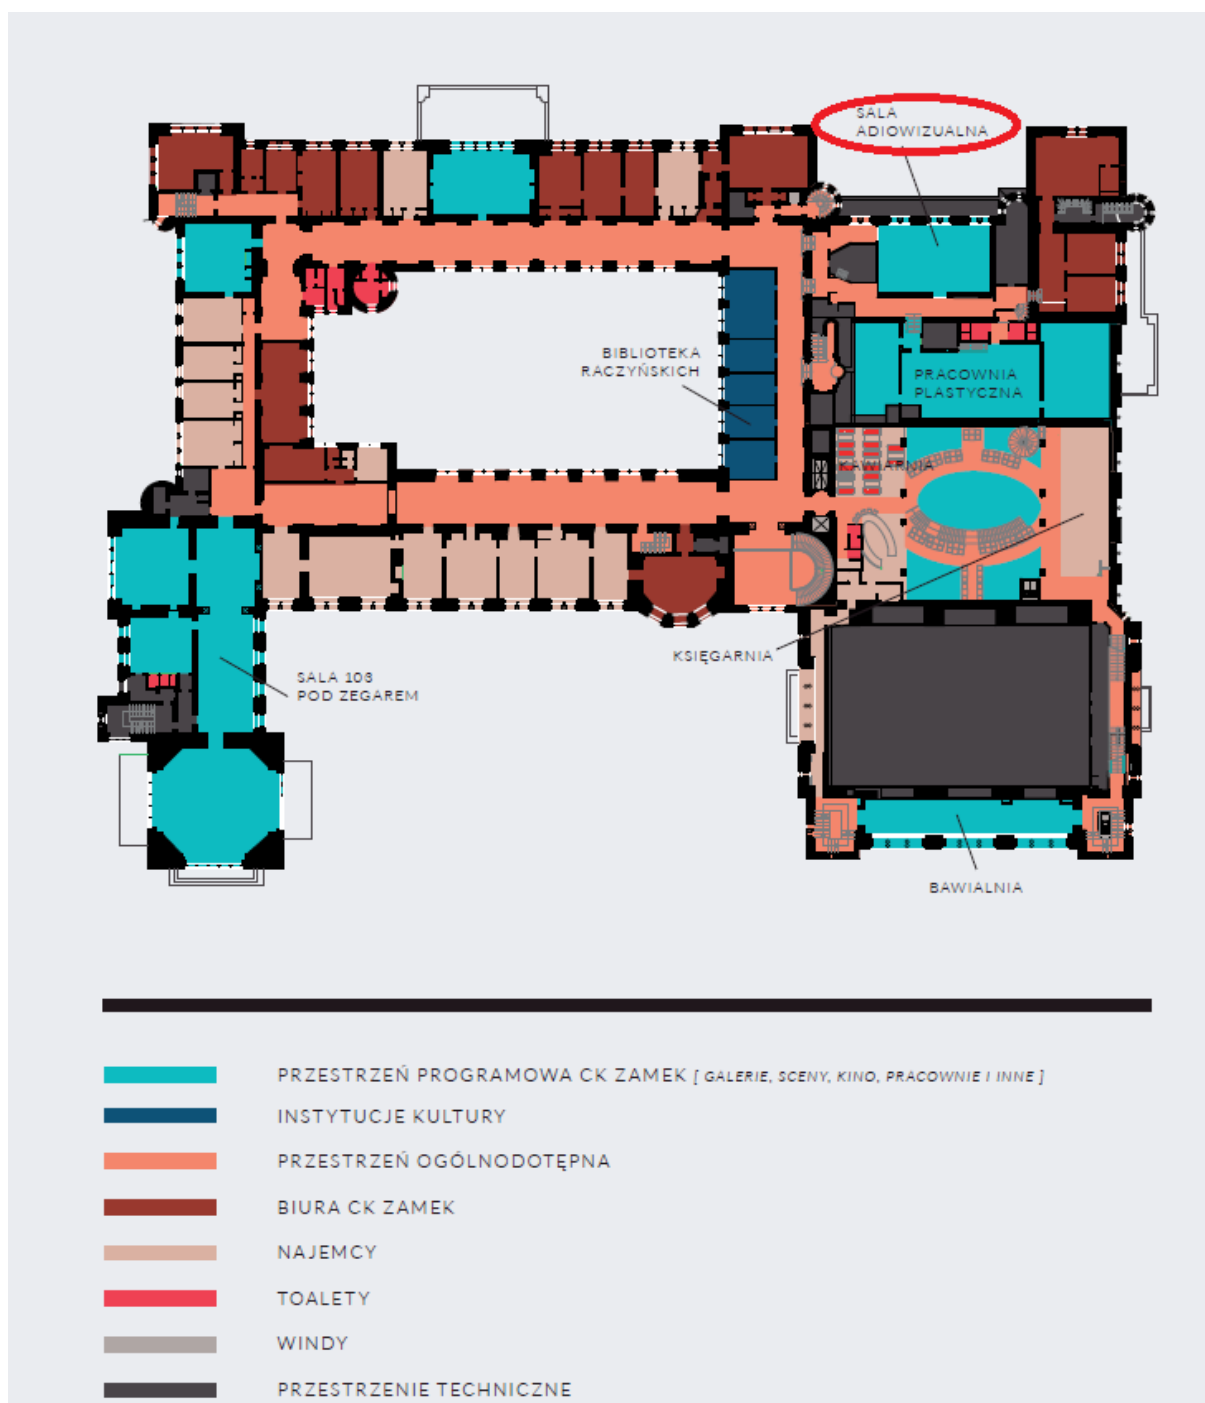 SALA
ADIOWIZUALNA
BIBLIOTEKA
RACZYŃSKICH
PRACOWNIA
PLASTYCZNA
KAWIARNIA
KSIĘGARNIA
SALA 108
POD ZEGAREM
BAWIALNIA
PRZESTRZEŃ PROGRAMOWA CK ZAMEK [ GALERIE, SCENY, KINO, PRACOWNIE I INNE ]
INSTYTUCJE KULTURY
PRZESTRZEŃ OGÓLNODOTĘPNA
BIURA CK ZAMEK
NAJEMCY
TOALETY
WINDY
PRZESTRZENIE TECHNICZNE